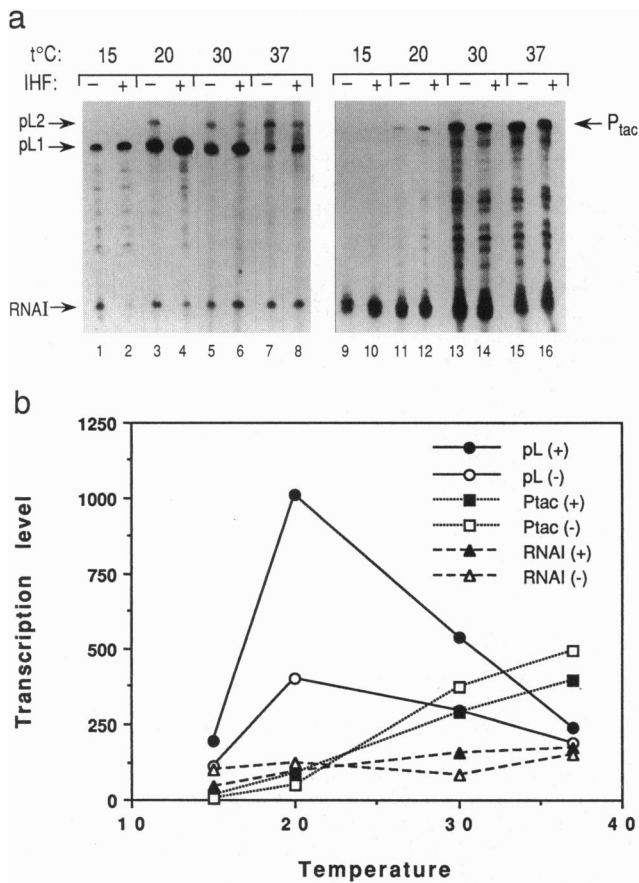 a
t°C: 15 20 30 37 15 20 30 37
IHF: − + − + − + − + − + − + − + − +
pL2
pL1
Ptac
RNAI
1 2 3 4 5 6 7 8 9 10 11 12 13 14 15 16
b
1250
1000
750
500
250
0
10 20 30 40
Transcription level
Temperature
pL (+)
pL (-)
Ptac (+)
Ptac (-)
RNAI (+)
RNAI (-)